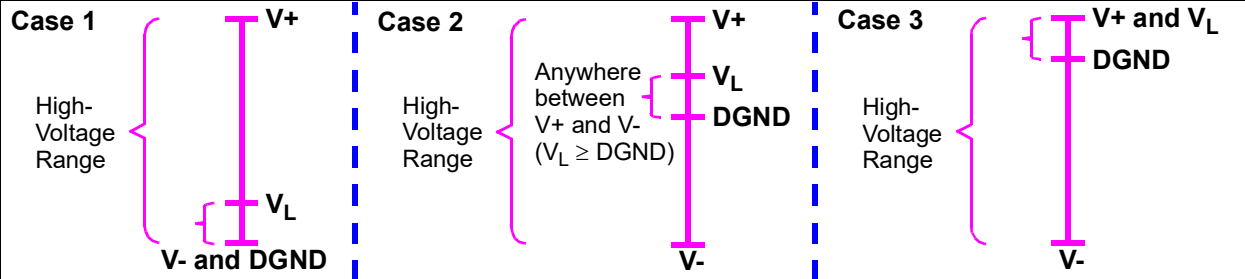 Case 1
V+
High-
Voltage
Range
VL
V- and DGND
Case 2
V+
Anywhere
between
V+ and V-
(VL ≥ DGND)
High-
Voltage
Range
VL
DGND
V-
Case 3
V+ and VL
DGND
High-
Voltage
Range
V-